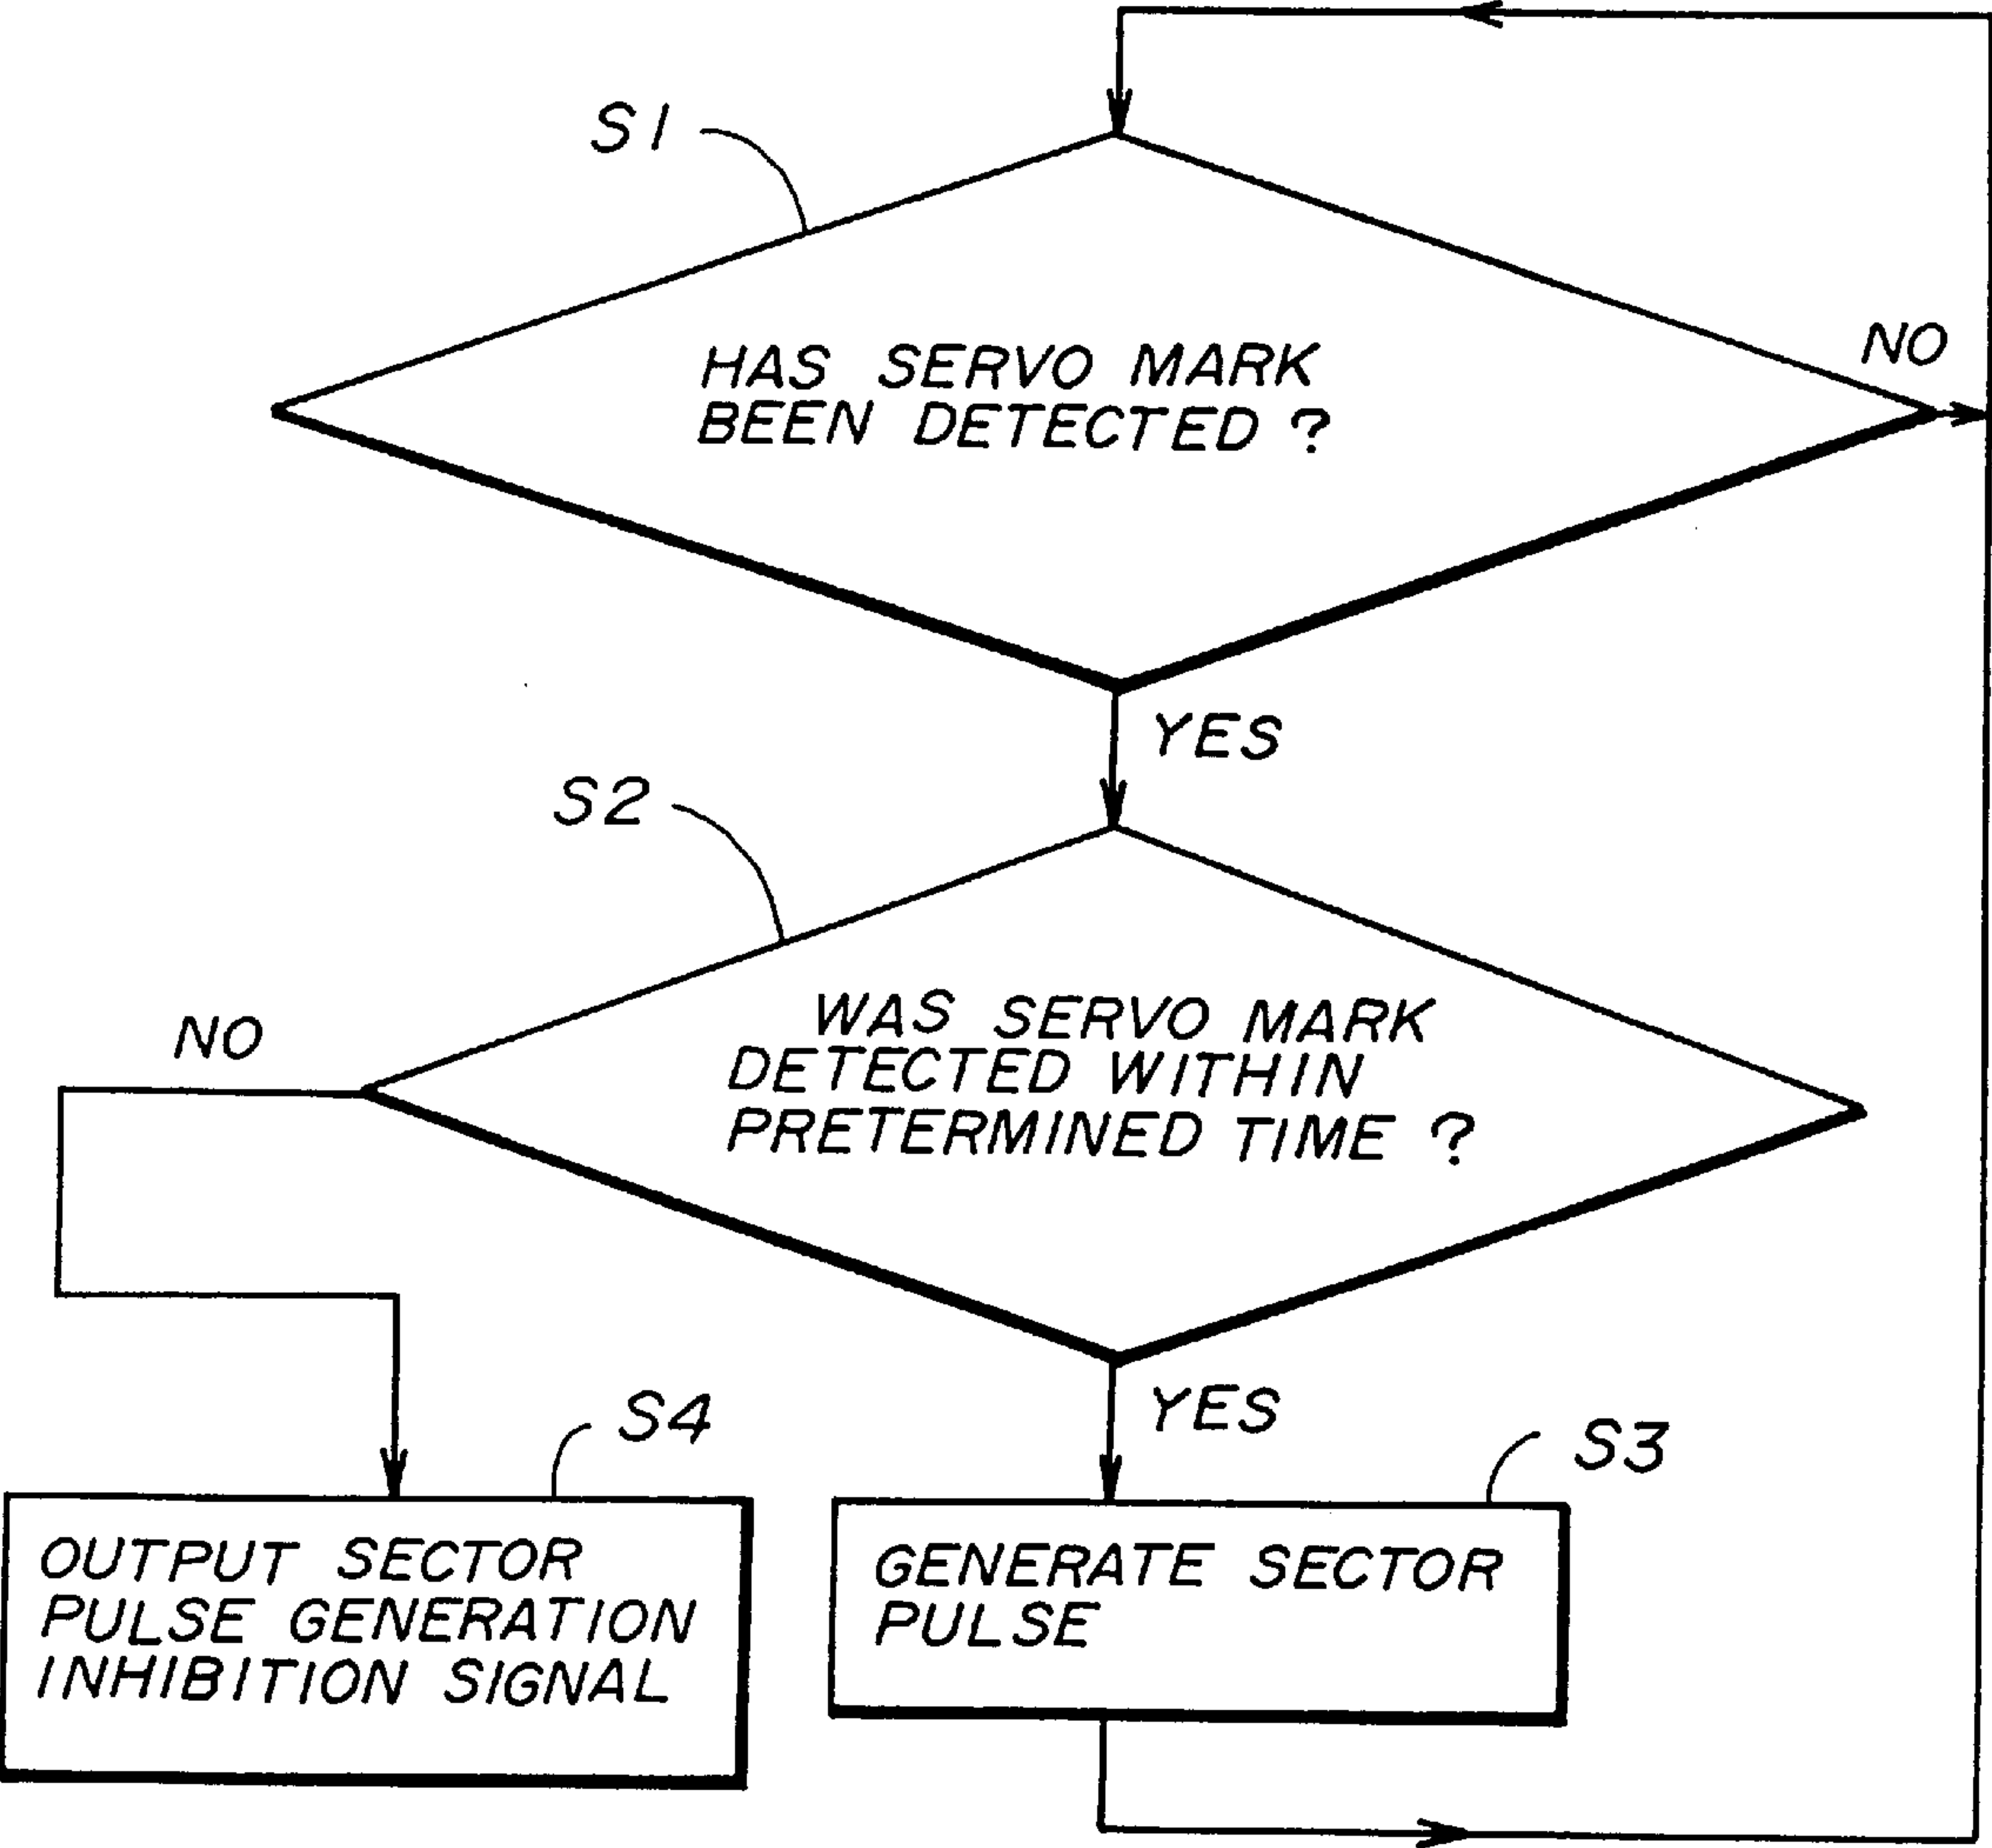 S1
HAS SERVO MARK
BEEN DETECTED ?
NO
YES
S2
WAS SERVO MARK
DETECTED WITHIN
PRETERMINED TIME ?
NO
YES
S4
S3
OUTPUT SECTOR
PULSE GENERATION
INHIBITION SIGNAL
GENERATE SECTOR
PULSE